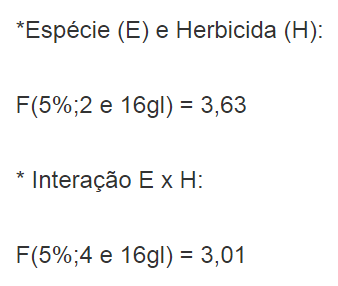 *Espécie (E) e Herbicida (H):
F(5%;2 e 16gl) = 3,63
* Interação E x H:
F(5%;4 e 16gl) = 3,01